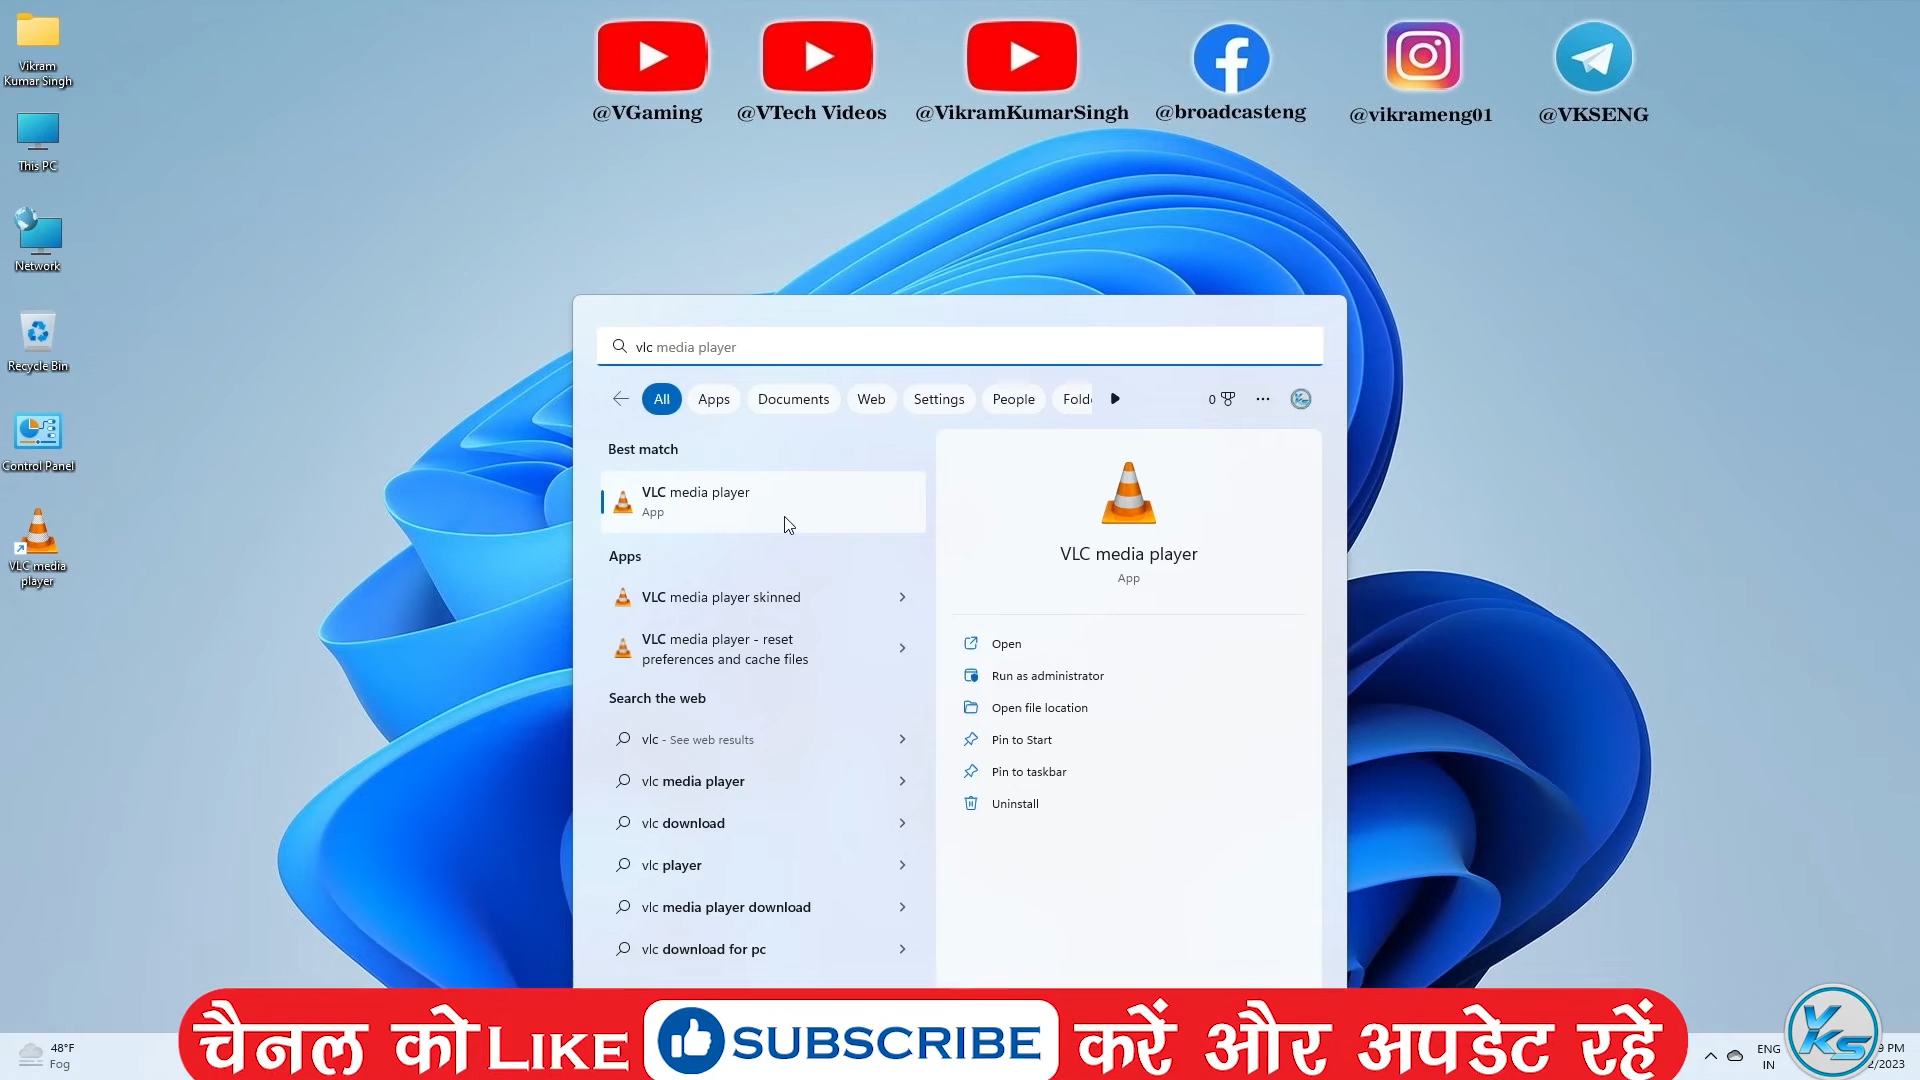 Vikram
Kumar Singh
This PC
Network
Recycle Bin
Control Panel
VLC media
player
@VGaming
@VTech Videos
@VikramKumarSingh
@broadcasteng
@vikrameng01
@VKSENG
vlc media player
All
Apps
Documents
Web
Settings
People
0
Best match
VLC media player
App
Apps
VLC media player skinned
VLC media player - reset
preferences and cache files
Search the web
vlc - See web results
vlc media player
vlc download
vlc player
vlc media player download
vlc download for pc
VLC media player
App
Open
Run as administrator
Open file location
Pin to Start
Pin to taskbar
Uninstall
चैनल को LIKE SUBSCRIBE करें और अपडेट रहें
48°F
Fog
ENG
IN
VKS
PM
/2023